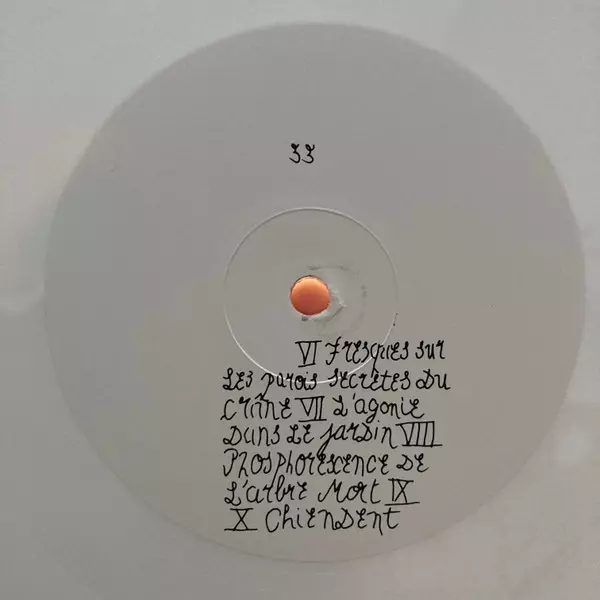 33
VI Fresques sur
les parois secrètes du
crâne VII L'agonie
dans le jardin VIII
Phosphorescence de
l'arbre mort IX
X Chiendent